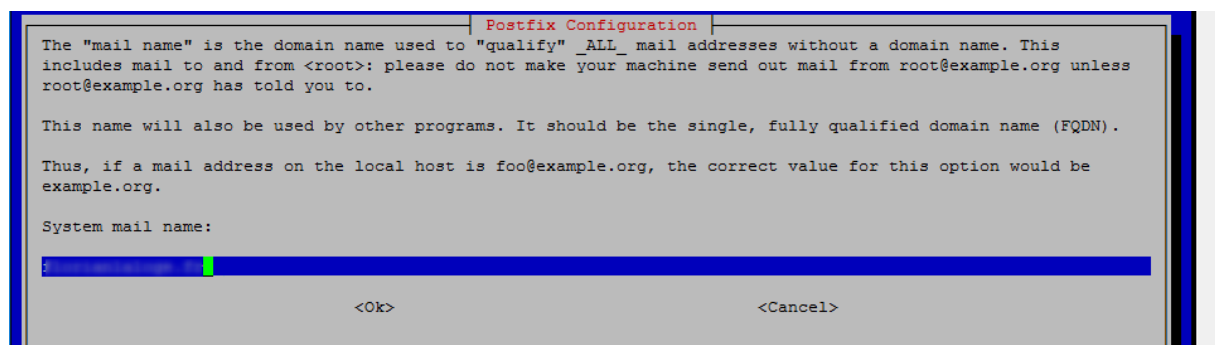 Postfix Configuration
The "mail name" is the domain name used to "qualify" _ALL_ mail addresses without a domain name. This
includes mail to and from <root>: please do not make your machine send out mail from root@example.org unless
root@example.org has told you to.
This name will also be used by other programs. It should be the single, fully qualified domain name (FQDN).
Thus, if a mail address on the local host is foo@example.org, the correct value for this option would be
example.org.
System mail name:
<Ok> <Cancel>